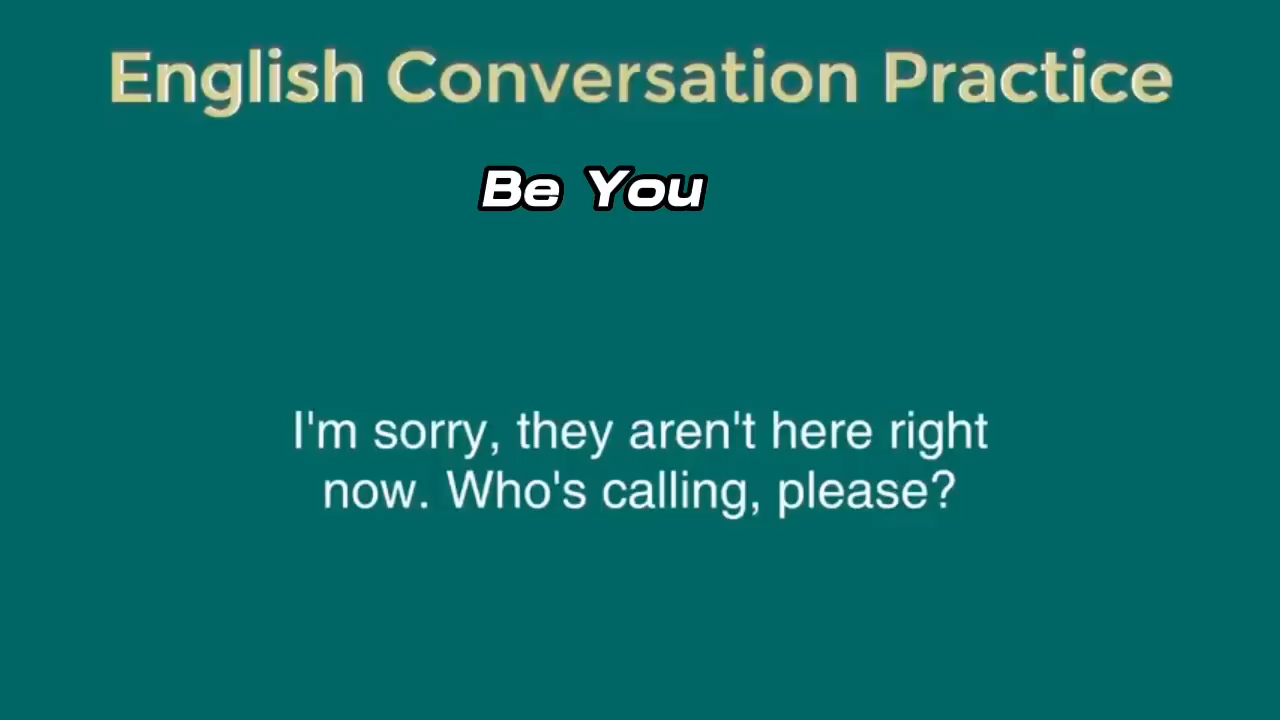 English Conversation Practice
Be You
I'm sorry, they aren't here right
now. Who's calling, please?